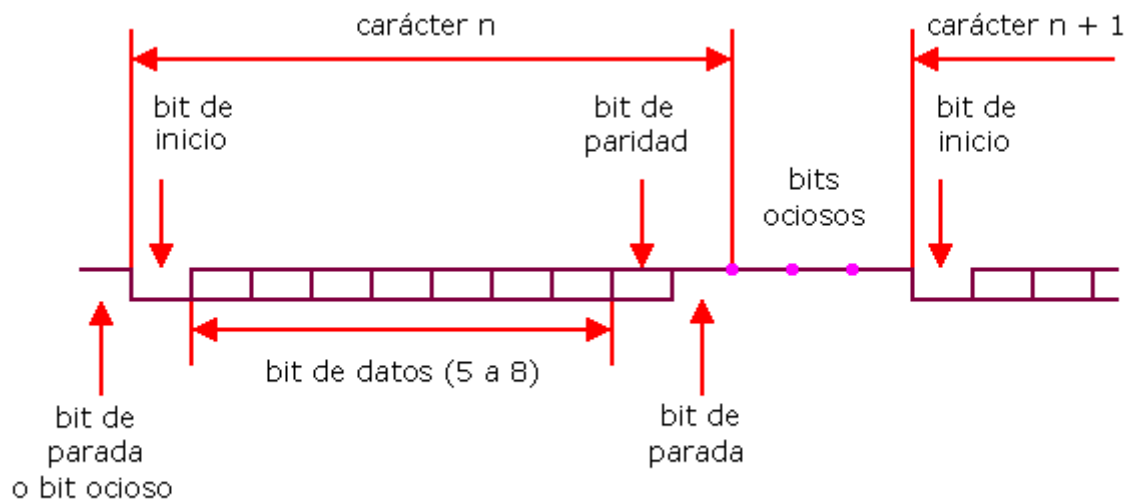 carácter n
carácter n + 1
bit de
inicio
bit de
paridad
bit de
inicio
bits
ociosos
bit de datos (5 a 8)
bit de
parada
o bit ocioso
bit de
parada